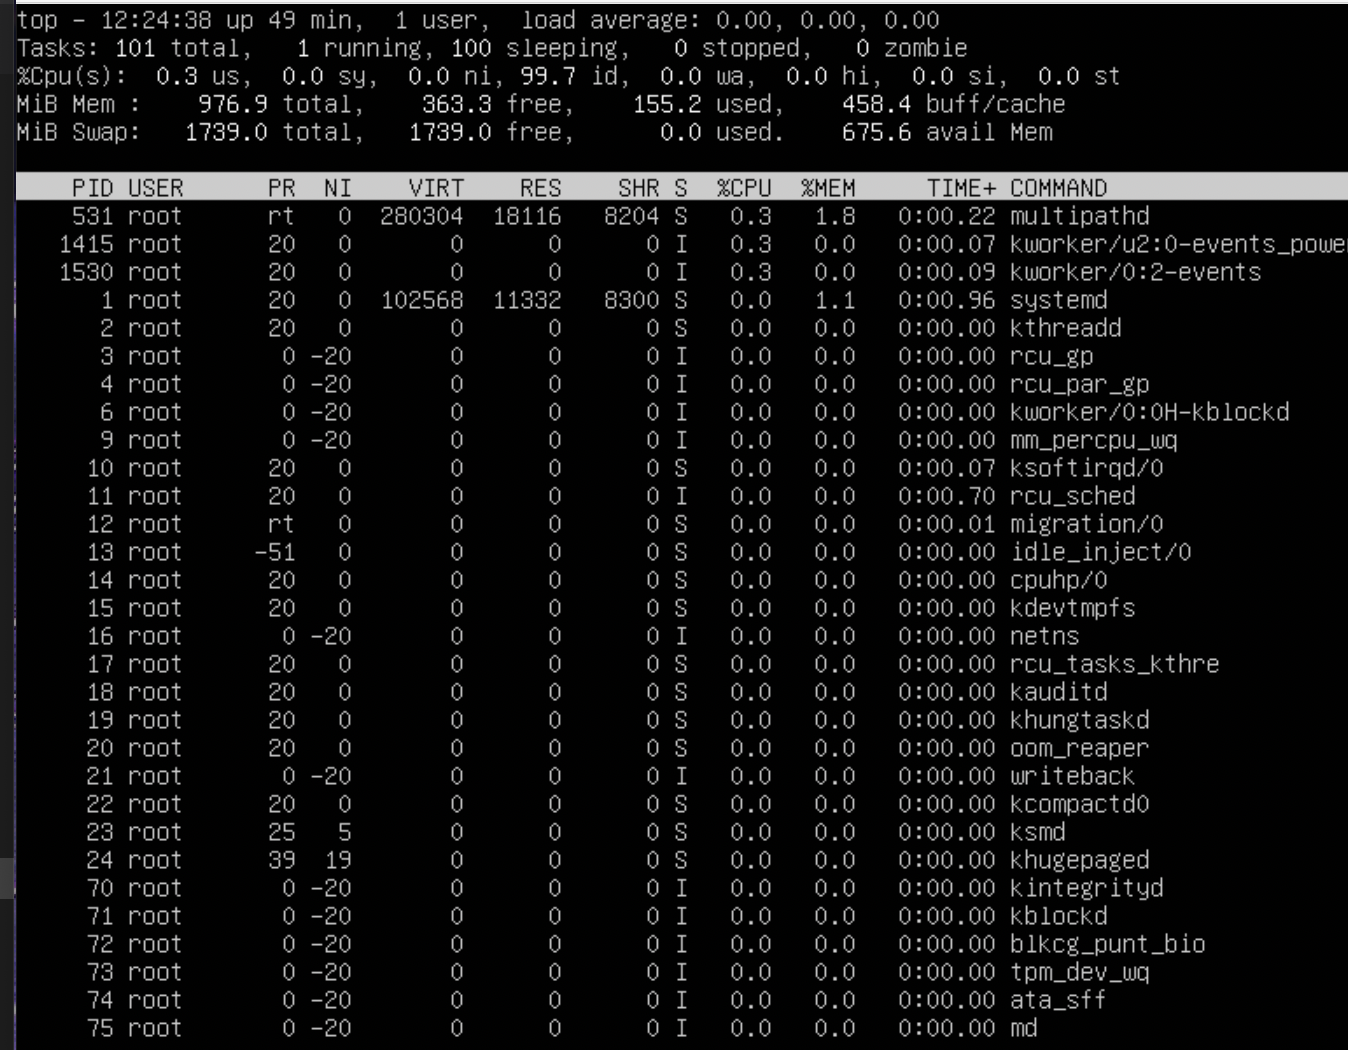 top - 12:24:38 up 49 min,  1 user,  load average: 0.00, 0.00, 0.00
Tasks: 101 total,   1 running, 100 sleeping,   0 stopped,   0 zombie
%Cpu(s):  0.3 us,  0.0 sy,  0.0 ni, 99.7 id,  0.0 wa,  0.0 hi,  0.0 si,  0.0 st
MiB Mem :    976.9 total,    363.3 free,    155.2 used,    458.4 buff/cache
MiB Swap:   1739.0 total,   1739.0 free,      0.0 used.    675.6 avail Mem
PID USER      PR  NI    VIRT    RES    SHR S  %CPU  %MEM     TIME+ COMMAND
531 root      rt   0  280304  18116   8204 S   0.3   1.8   0:00.22 multipathd
1415 root      20   0       0      0      0 I   0.3   0.0   0:00.07 kworker/u2:0-events_powe
1530 root      20   0       0      0      0 I   0.3   0.0   0:00.09 kworker/0:2-events
1 root      20   0  102568  11332   8300 S   0.0   1.1   0:00.96 systemd
2 root      20   0       0      0      0 S   0.0   0.0   0:00.00 kthreadd
3 root       0 -20       0      0      0 I   0.0   0.0   0:00.00 rcu_gp
4 root       0 -20       0      0      0 I   0.0   0.0   0:00.00 rcu_par_gp
6 root       0 -20       0      0      0 I   0.0   0.0   0:00.00 kworker/0:0H-kblockd
9 root       0 -20       0      0      0 I   0.0   0.0   0:00.00 mm_percpu_wq
10 root      20   0       0      0      0 S   0.0   0.0   0:00.07 ksoftirqd/0
11 root      20   0       0      0      0 I   0.0   0.0   0:00.70 rcu_sched
12 root      rt   0       0      0      0 S   0.0   0.0   0:00.01 migration/0
13 root     -51   0       0      0      0 S   0.0   0.0   0:00.00 idle_inject/0
14 root      20   0       0      0      0 S   0.0   0.0   0:00.00 cpuhp/0
15 root      20   0       0      0      0 S   0.0   0.0   0:00.00 kdevtmpfs
16 root       0 -20       0      0      0 I   0.0   0.0   0:00.00 netns
17 root      20   0       0      0      0 S   0.0   0.0   0:00.00 rcu_tasks_kthre
18 root      20   0       0      0      0 S   0.0   0.0   0:00.00 kauditd
19 root      20   0       0      0      0 S   0.0   0.0   0:00.00 khungtaskd
20 root      20   0       0      0      0 S   0.0   0.0   0:00.00 oom_reaper
21 root       0 -20       0      0      0 I   0.0   0.0   0:00.00 writeback
22 root      20   0       0      0      0 S   0.0   0.0   0:00.00 kcompactd0
23 root      25   5       0      0      0 S   0.0   0.0   0:00.00 ksmd
24 root      39  19       0      0      0 S   0.0   0.0   0:00.00 khugepaged
70 root       0 -20       0      0      0 I   0.0   0.0   0:00.00 kintegrityd
71 root       0 -20       0      0      0 I   0.0   0.0   0:00.00 kblockd
72 root       0 -20       0      0      0 I   0.0   0.0   0:00.00 blkcg_punt_bio
73 root       0 -20       0      0      0 I   0.0   0.0   0:00.00 tpm_dev_wq
74 root       0 -20       0      0      0 I   0.0   0.0   0:00.00 ata_sff
75 root       0 -20       0      0      0 I   0.0   0.0   0:00.00 md